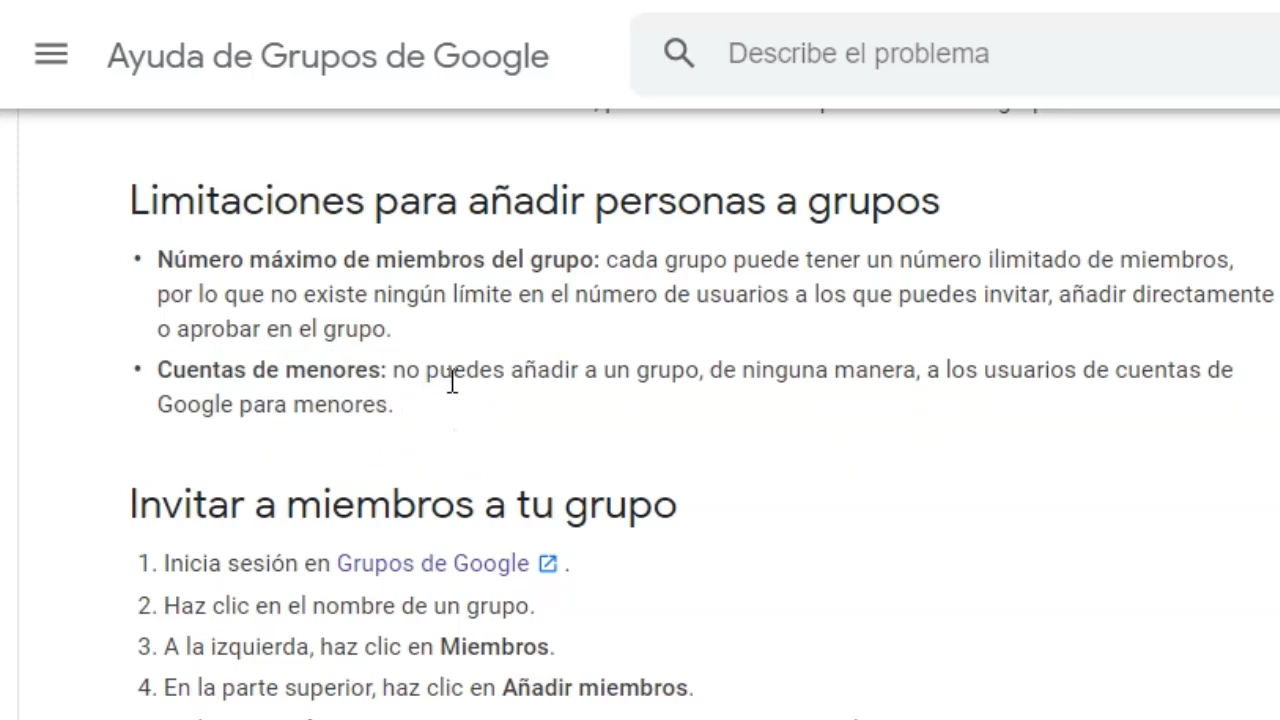 Ayuda de Grupos de Google
Describe el problema
Limitaciones para añadir personas a grupos
• Número máximo de miembros del grupo: cada grupo puede tener un número ilimitado de miembros,
por lo que no existe ningún límite en el número de usuarios a los que puedes invitar, añadir directamente
o aprobar en el grupo.
• Cuentas de menores: no puedes añadir a un grupo, de ninguna manera, a los usuarios de cuentas de
Google para menores.
Invitar a miembros a tu grupo
1. Inicia sesión en Grupos de Google .
2. Haz clic en el nombre de un grupo.
3. A la izquierda, haz clic en Miembros.
4. En la parte superior, haz clic en Añadir miembros.